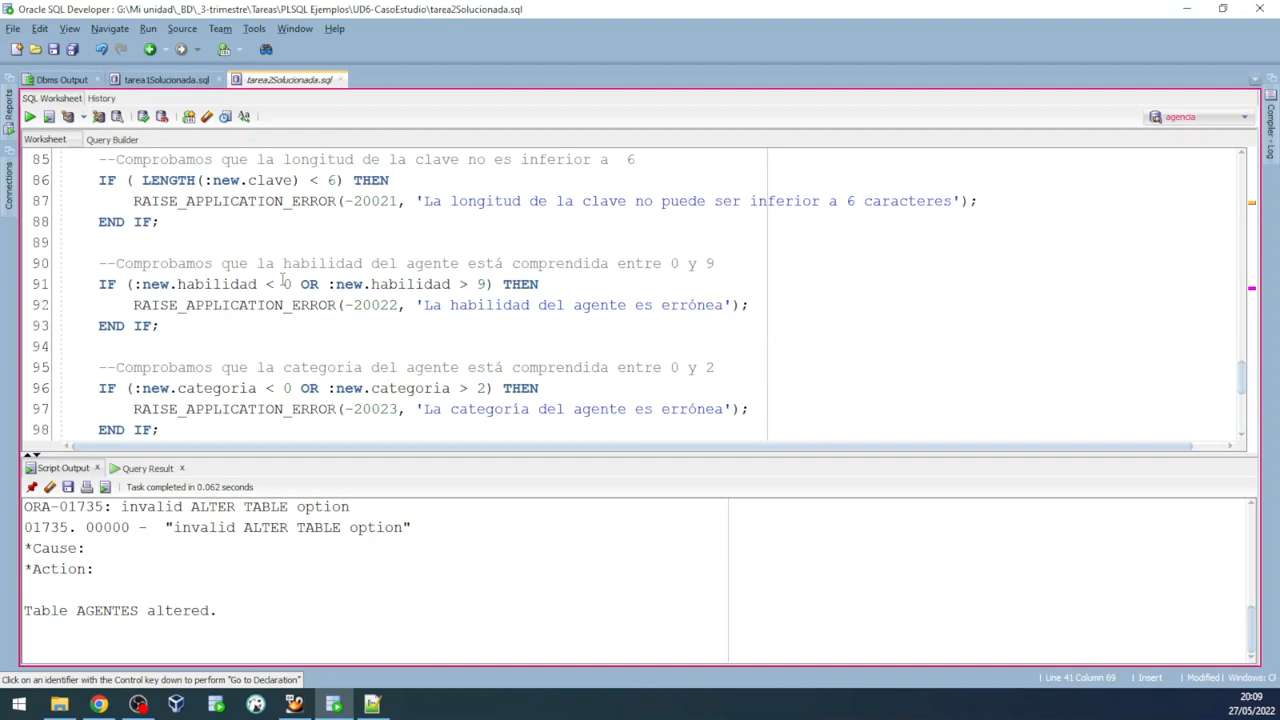 Oracle SQL Developer : G:\Mi unidad\_BD\_3-trimestre\Tareas\PLSQL Ejemplos\UD6-CasoEstudio\tarea2Solucionada.sql
File Edit View Navigate Run Source Team Tools Window Help
Dbms Output tarea1Solucionada.sql tarea2Solucionada.sql
SQL Worksheet History
agencia
Worksheet Query Builder
85 --Comprobamos que la longitud de la clave no es inferior a 6
86 IF ( LENGTH(:new.clave) < 6) THEN
87 RAISE_APPLICATION_ERROR(-20021, 'La longitud de la clave no puede ser inferior a 6 caracteres');
88 END IF;
89
90 --Comprobamos que la habilidad del agente está comprendida entre 0 y 9
91 IF (:new.habilidad < 0 OR :new.habilidad > 9) THEN
92 RAISE_APPLICATION_ERROR(-20022, 'La habilidad del agente es errónea');
93 END IF;
94
95 --Comprobamos que la categoria del agente está comprendida entre 0 y 2
96 IF (:new.categoria < 0 OR :new.categoria > 2) THEN
97 RAISE_APPLICATION_ERROR(-20023, 'La categoría del agente es errónea');
98 END IF;
Script Output Query Result
Task completed in 0.062 seconds
ORA-01735: invalid ALTER TABLE option
01735. 00000 - "invalid ALTER TABLE option"
*Cause:
*Action:
Table AGENTES altered.
Click on an identifier with the Control key down to perform "Go to Declaration"
Line 41 Column 69 Insert Modified Windows: C
Reports
Connections
Compiler - Log
20:09
27/05/2022